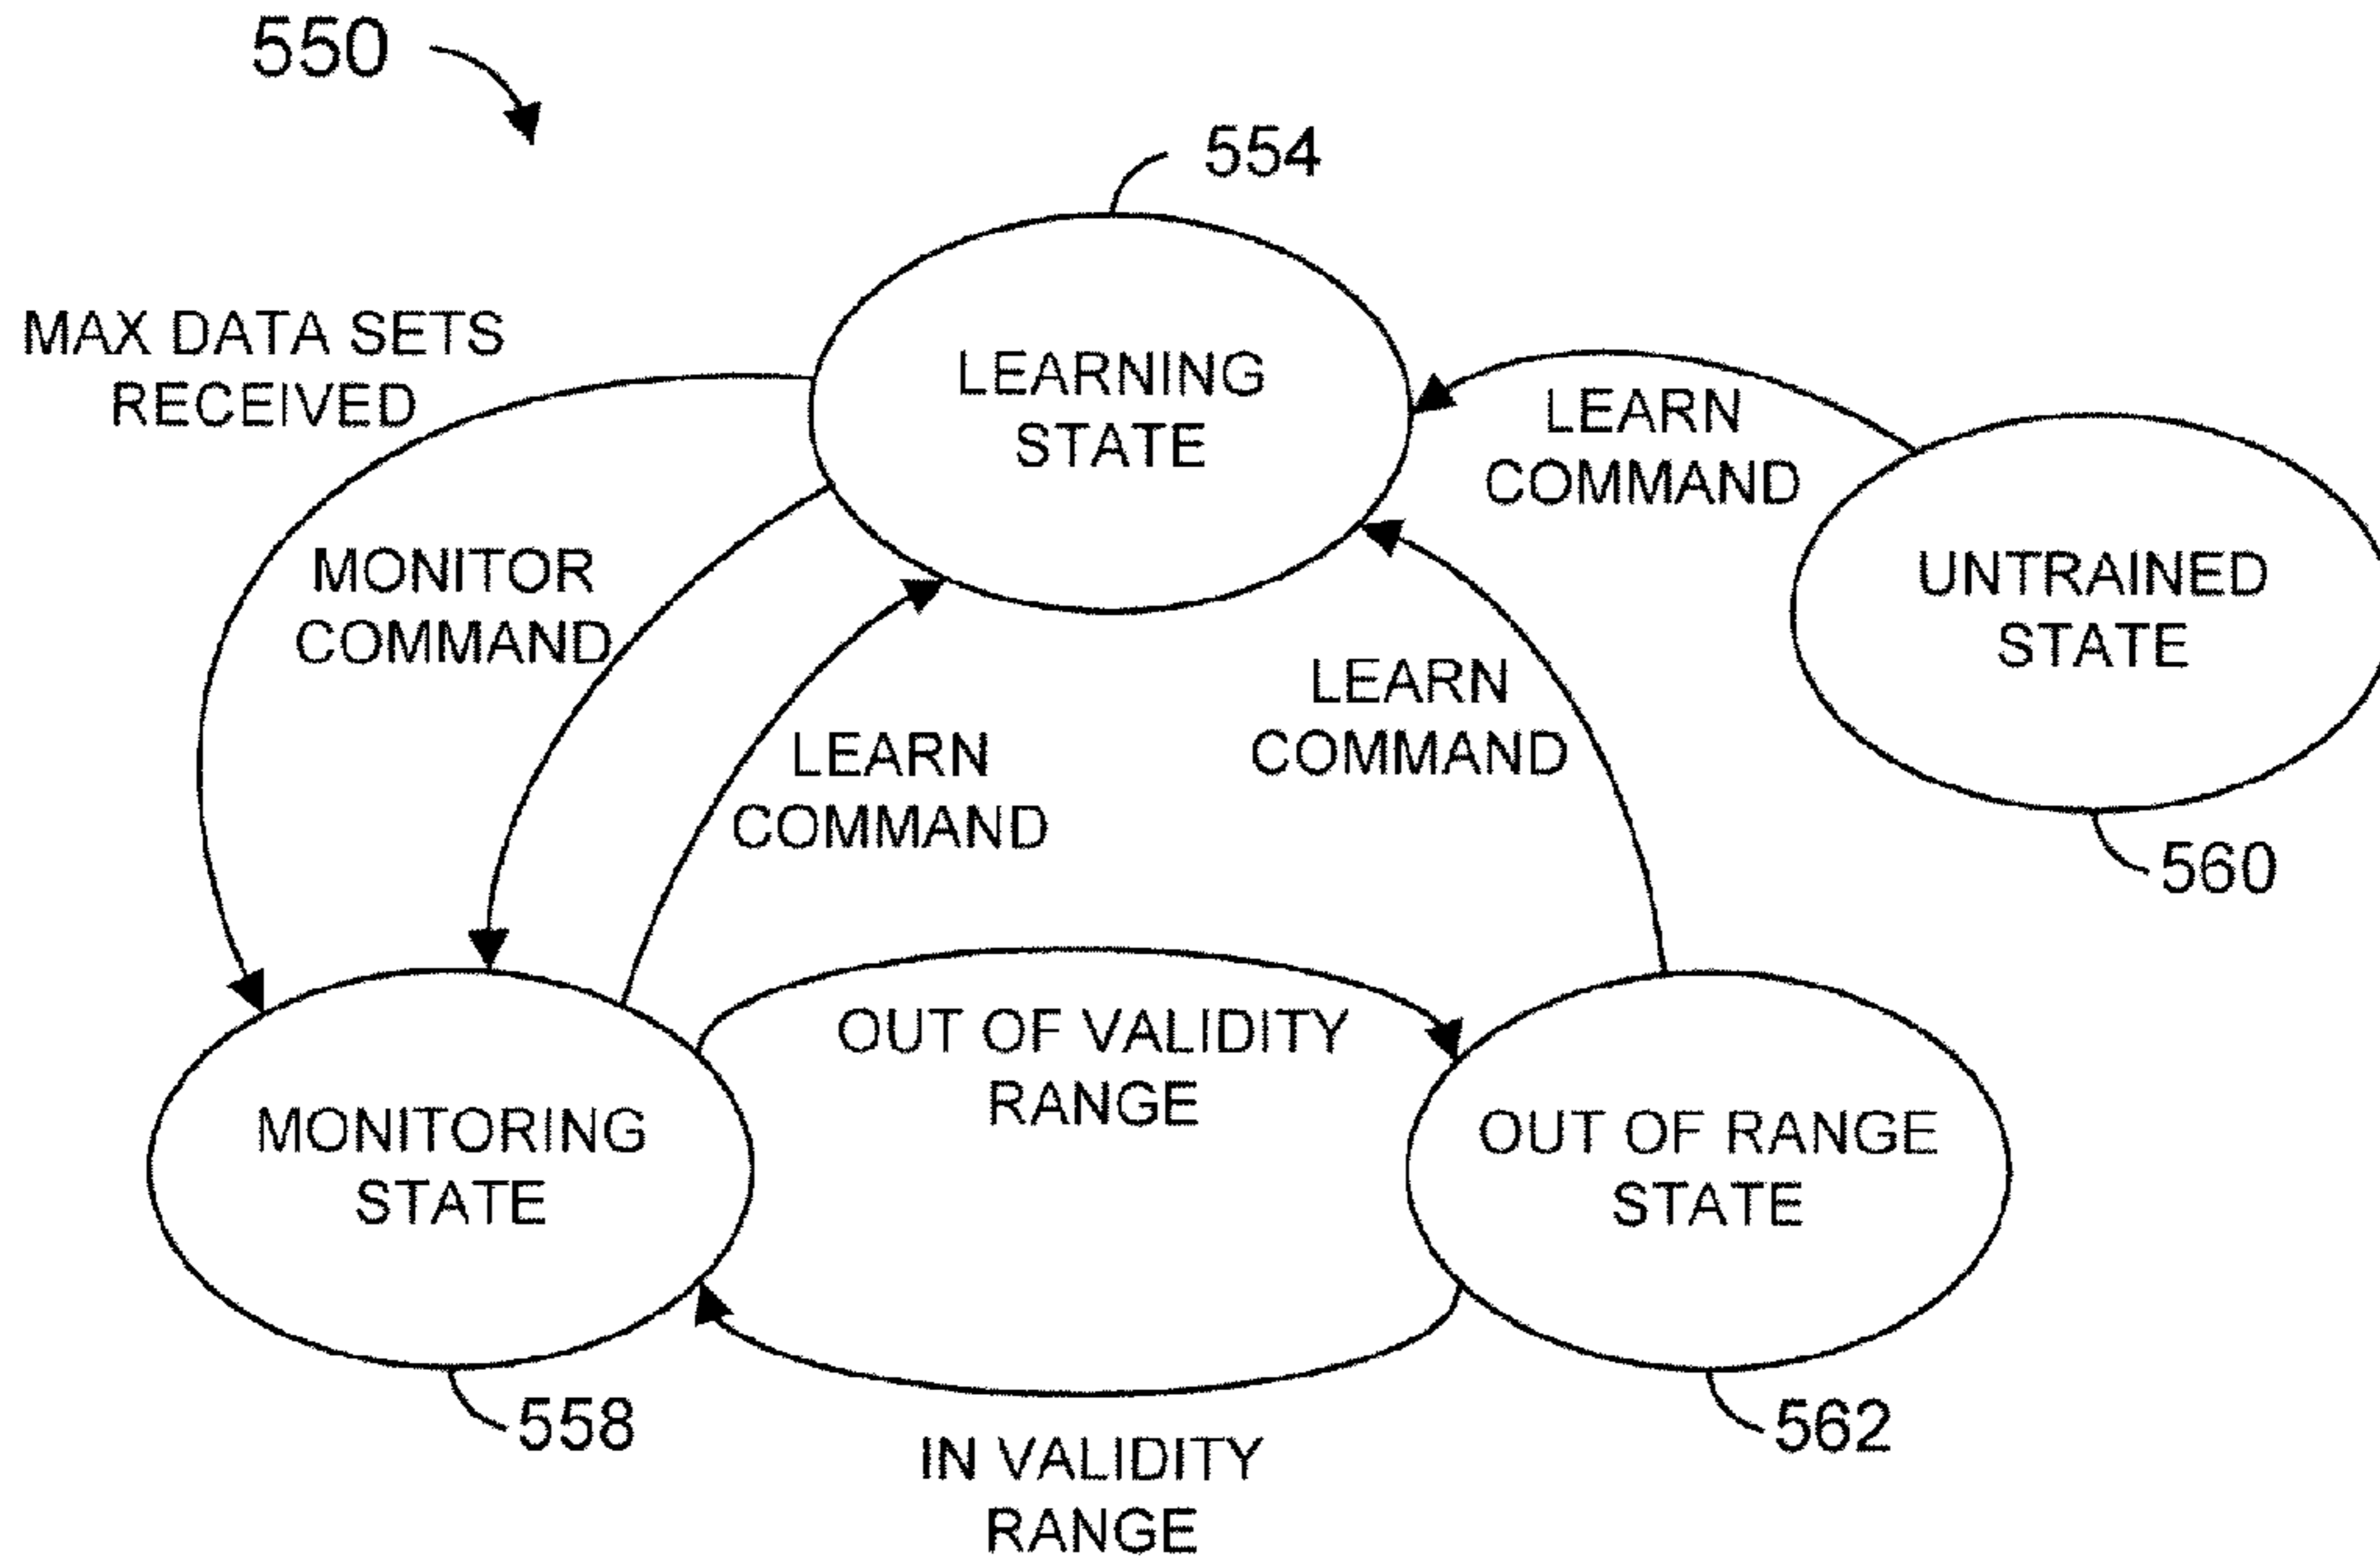 550
554
MAX DATA SETS
RECEIVED
LEARNING
STATE
LEARN
COMMAND
MONITOR
COMMAND
UNTRAINED
STATE
LEARN
COMMAND
LEARN
COMMAND
560
OUT OF VALIDITY
RANGE
MONITORING
STATE
OUT OF RANGE
STATE
558
562
IN VALIDITY
RANGE